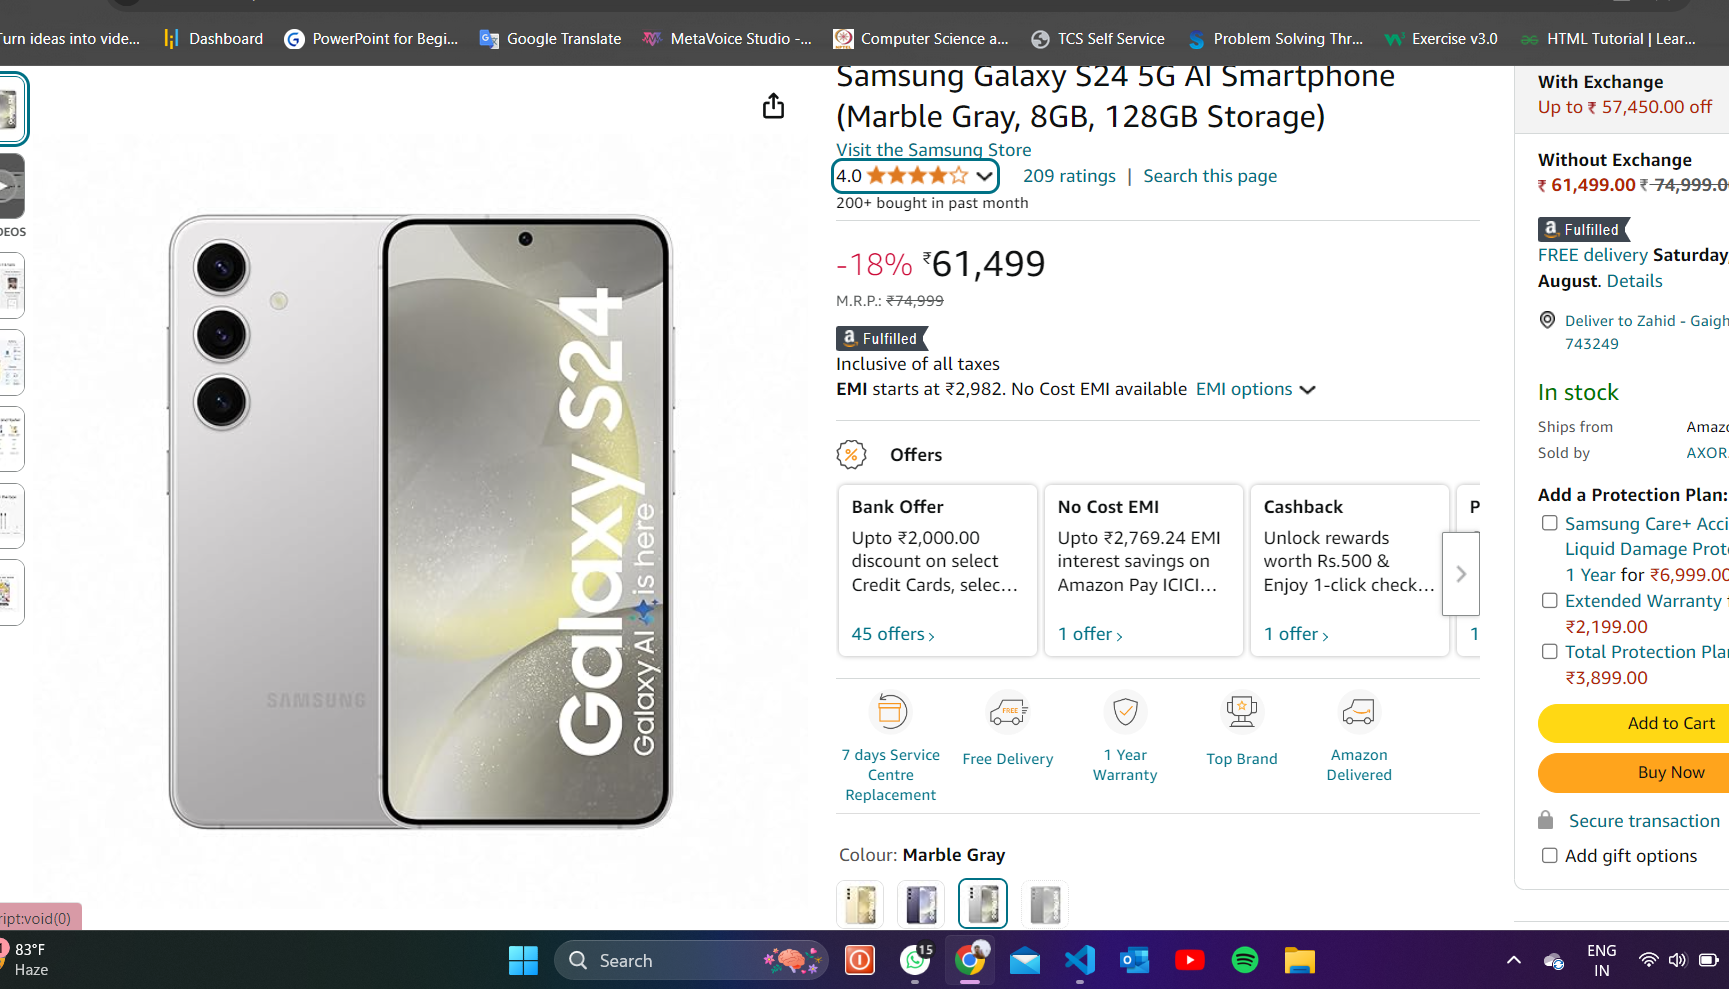 Turn ideas into vide...
Dashboard
PowerPoint for Begi...
Google Translate
MetaVoice Studio -...
Computer Science a...
TCS Self Service
Problem Solving Thr...
Exercise v3.0
HTML Tutorial | Lear...
Samsung Galaxy S24 5G AI Smartphone
(Marble Gray, 8GB, 128GB Storage)
Visit the Samsung Store
4.0
209 ratings | Search this page
200+ bought in past month
-18% ₹61,499
M.R.P.: ₹74,999
a Fulfilled
Inclusive of all taxes
EMI starts at ₹2,982. No Cost EMI available EMI options
Offers
Bank Offer
Upto ₹2,000.00
discount on select
Credit Cards, selec...
45 offers ›
No Cost EMI
Upto ₹2,769.24 EMI
interest savings on
Amazon Pay ICICI...
1 offer ›
Cashback
Unlock rewards
worth Rs.500 &
Enjoy 1-click check...
1 offer ›
P
1
7 days Service
Centre
Replacement
FREE
Free Delivery
1 Year
Warranty
Top Brand
Amazon
Delivered
Colour: Marble Gray
SAMSUNG
Galaxy S24
Galaxy AI is here
DEOS
With Exchange
Up to ₹ 57,450.00 off
Without Exchange
₹ 61,499.00 ₹ 74,999.0
a Fulfilled
FREE delivery Saturday,
August. Details
Deliver to Zahid - Gaigh
743249
In stock
Ships from Amazo
Sold by AXOR
Add a Protection Plan:
Samsung Care+ Acci
Liquid Damage Prot
1 Year for ₹6,999.00
Extended Warranty f
₹2,199.00
Total Protection Plan
₹3,899.00
Add to Cart
Buy Now
Secure transaction
Add gift options
ript:void(0)
83°F
Haze
Search
15
ENG
IN